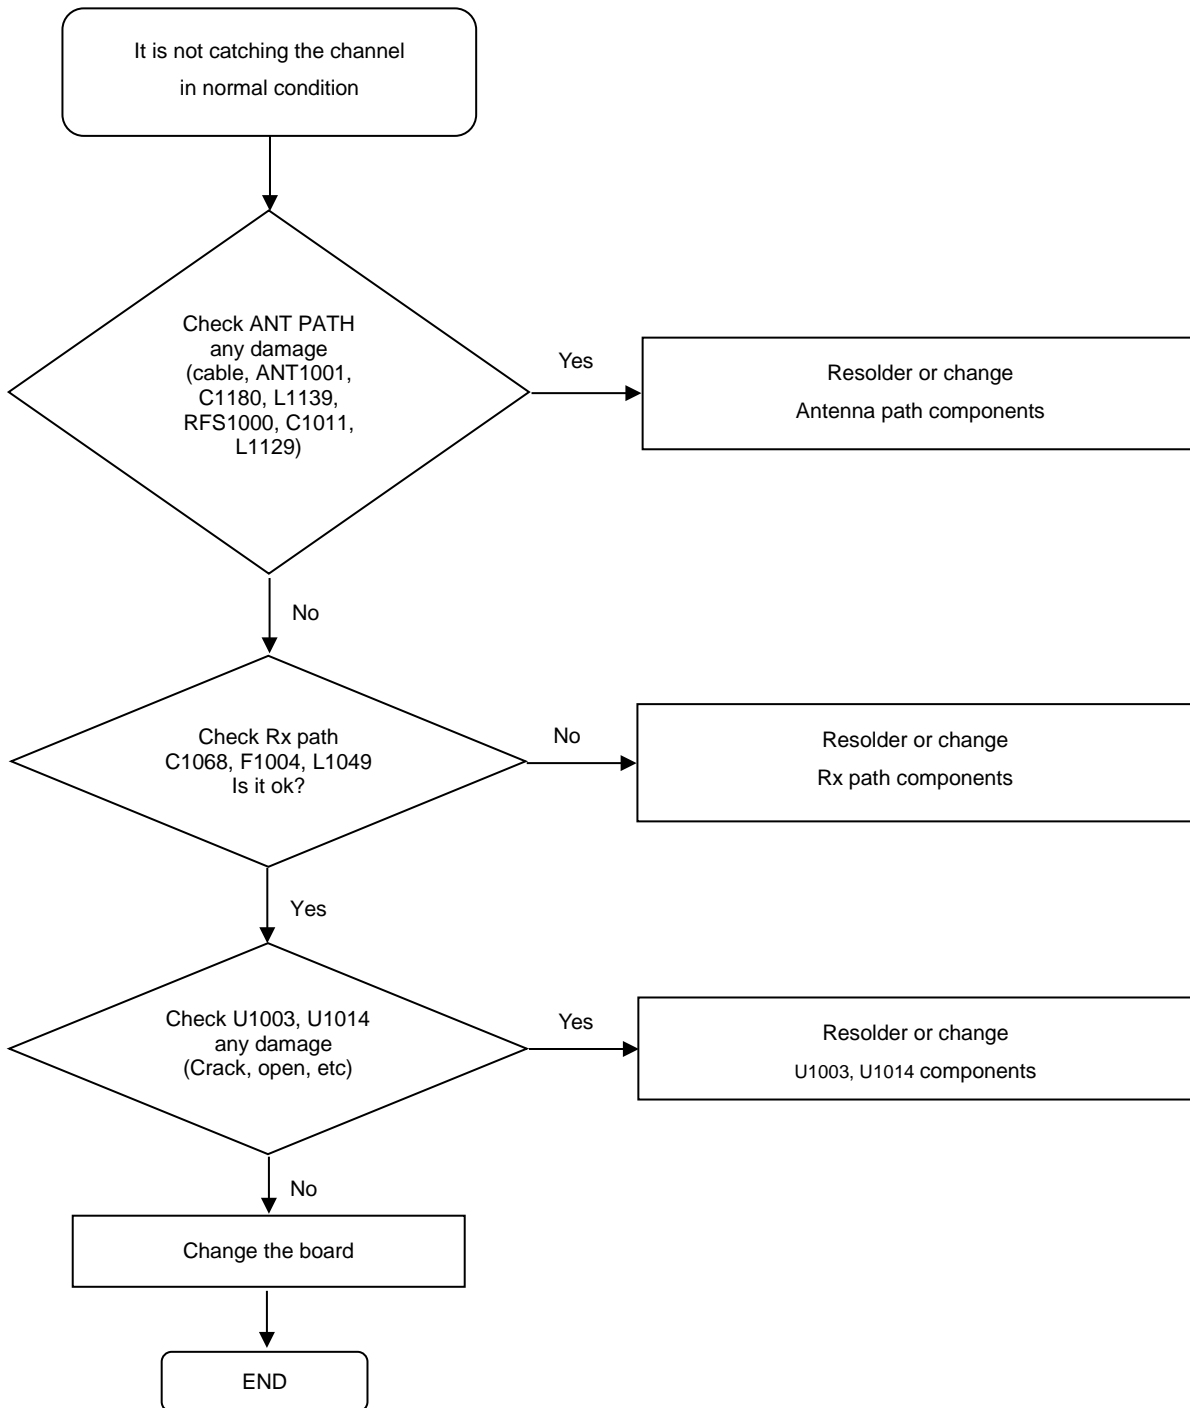 It is not catching the channel
in normal condition
Check ANT PATH
any damage
(cable, ANT1001,
C1180, L1139,
RFS1000, C1011,
L1129)
Yes
Resolder or change
Antenna path components
No
Check Rx path
C1068, F1004, L1049
Is it ok?
No
Resolder or change
Rx path components
Yes
Check U1003, U1014
any damage
(Crack, open, etc)
Yes
Resolder or change
U1003, U1014 components
No
Change the board
END